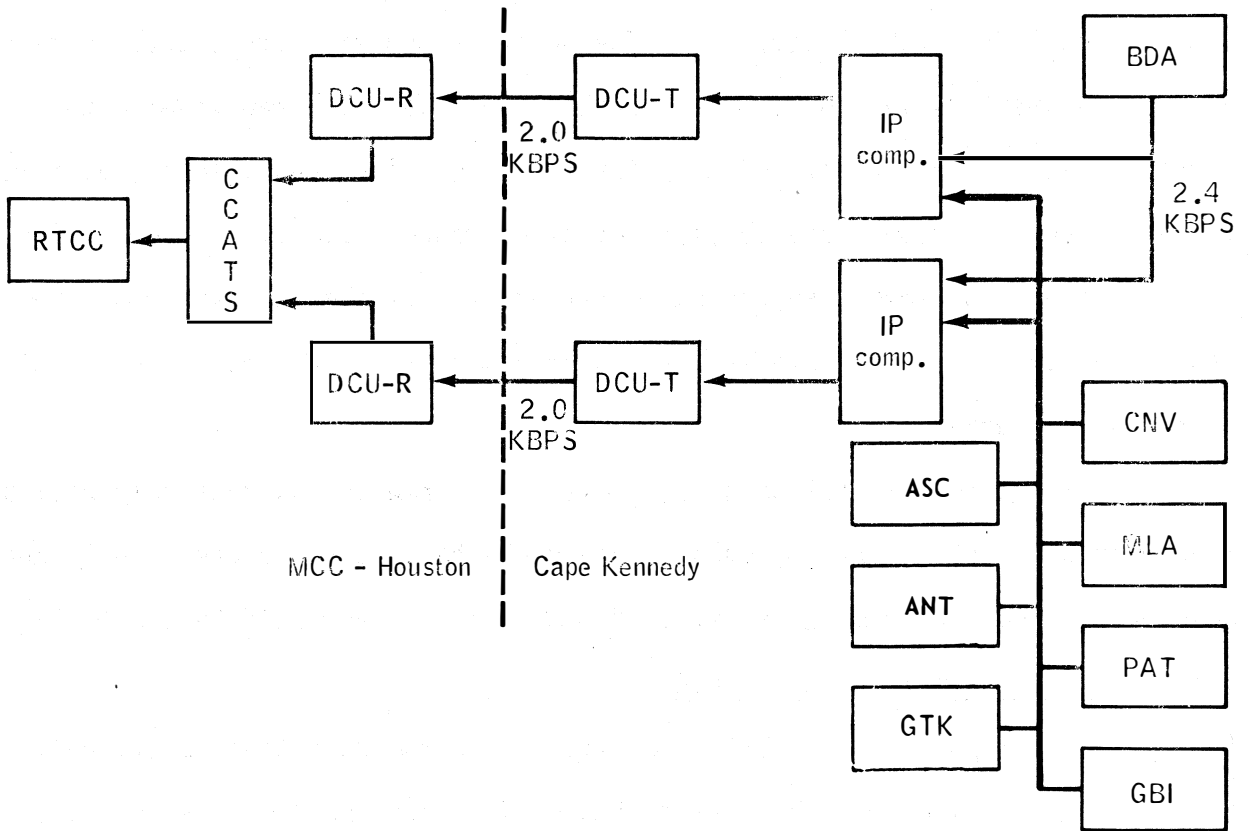 BDA
DCU-R
DCU-T
IP
comp.
2.0
KBPS
C
C
A
T
S
2.4
KBPS
RTCC
IP
comp.
DCU-R
DCU-T
2.0
KBPS
CNV
ASC
MLA
MCC - Houston
Cape Kennedy
ANT
PAT
GTK
GBI